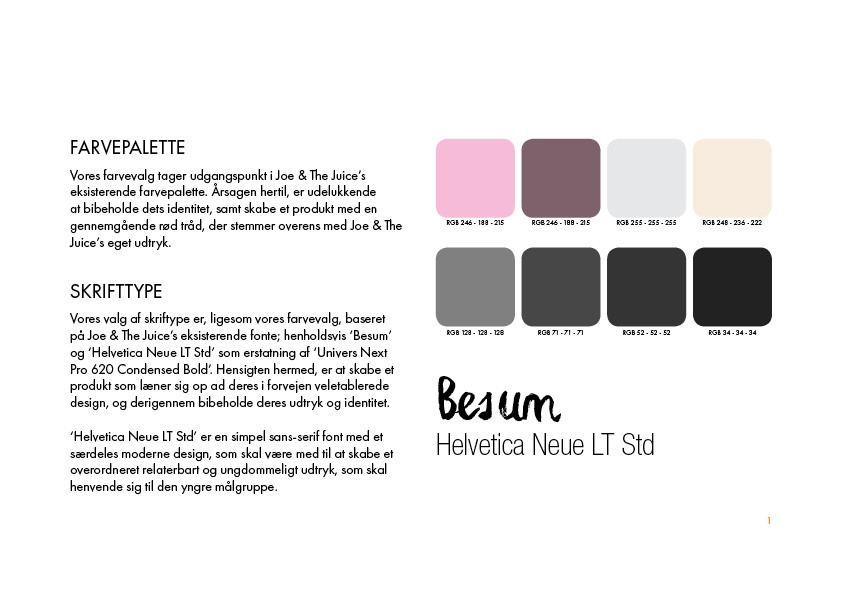 FARVEPALETTE
Vores farvevalg tager udgangspunkt i Joe & The Juice's
eksisterende farvepalette. Årsagen hertil, er udelukkende
at bibeholde dets identitet, samt skabe et produkt med en
gennemgående rød tråd, der stemmer overens med Joe & The
Juice's eget udtryk.
SKRIFTTYPE
Vores valg af skriftype er, ligesom vores farvevalg, baseret
på Joe & The Juice's eksisterende fonte; henholdsvis 'Besum'
og 'Helvetica Neue LT Std' som erstatning af 'Univers Next
Pro 620 Condensed Bold'. Hensigten hermed, er at skabe et
produkt som læner sig op ad deres i forvejen veletablerede
design, og derigennem bibeholde deres udtryk og identitet.
'Helvetica Neue LT Std' er en simpel sans-serif font med et
særdeles moderne design, som skal være med til at skabe et
overordneret relaterbart og ungdommeligt udtryk, som skal
henvende sig til den yngre målgruppe.
RGB 246 - 188 - 215
RGB 246 - 188 - 215
RGB 255 - 255 - 255
RGB 248 - 236 - 222
RGB 128 - 128 - 128
RGB 71 - 71 - 71
RGB 52 - 52 - 52
RGB 34 - 34 - 34
Besum
Helvetica Neue LT Std
1